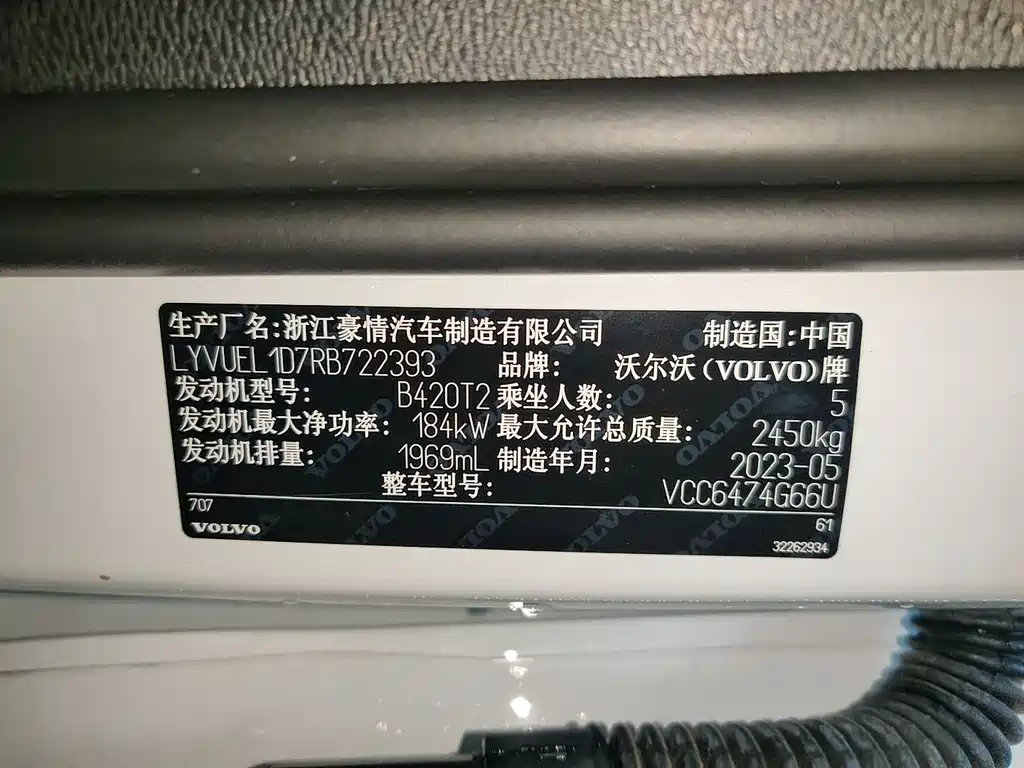 生产厂名:浙江豪情汽车制造有限公司 制造国:中国
LYVUEL1D7RB722393 品牌: 沃尔沃(VOLVO)牌
发动机型号: B420T2 乘坐人数: 5
发动机最大净功率: 184kW 最大允许总质量: 2450kg
发动机排量: 1969mL 制造年月: 2023-05
整车型号: VCC6474G66U
707 61
VOLVO 32262934